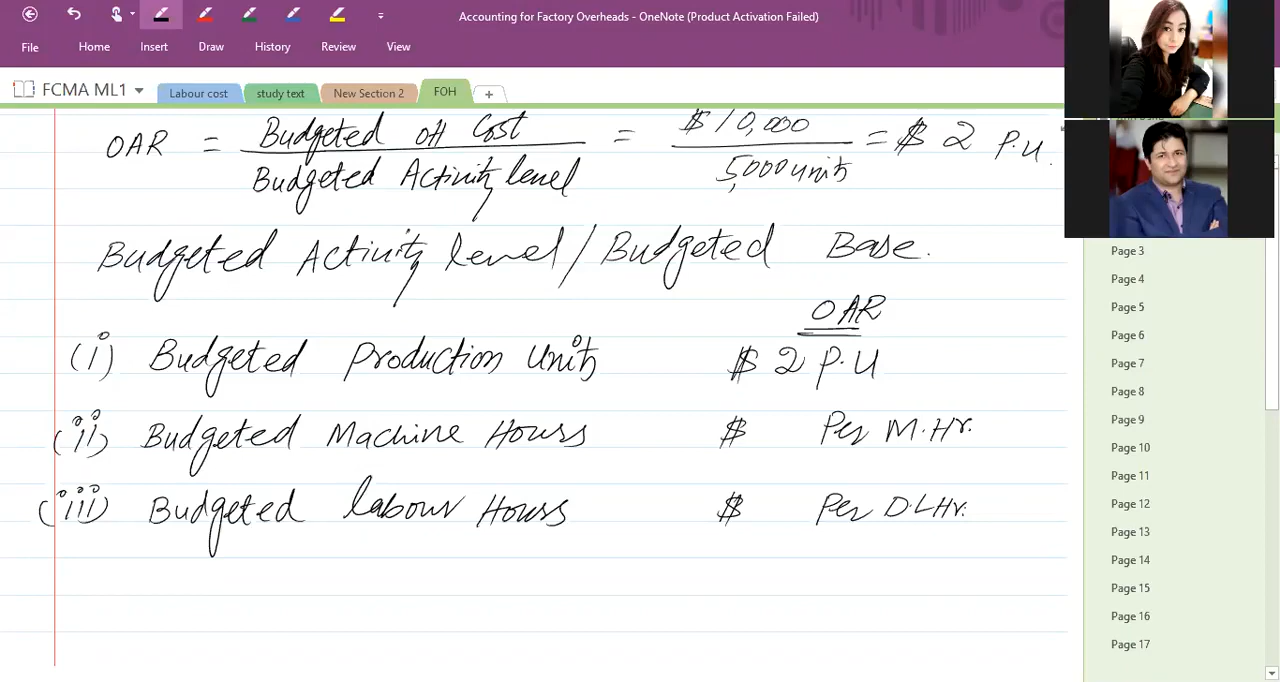 Accounting for Factory Overheads - OneNote (Product Activation Failed)
File Home Insert Draw History Review View
FCMA ML1 Labour cost study text New Section 2 FOH +
OAR = Budgeted OH Cost / Budgeted Activity level = $10,000 / 5,000 units = $ 2 P.U.
Budgeted Activity level / Budgeted Base.
OAR
(i) Budgeted Production Units $ 2 P.U
(ii) Budgeted Machine Hours $ Per M.Hr.
(iii) Budgeted labour Hours $ Per D.L.Hr.
Page 3
Page 4
Page 5
Page 6
Page 7
Page 8
Page 9
Page 10
Page 11
Page 12
Page 13
Page 14
Page 15
Page 16
Page 17